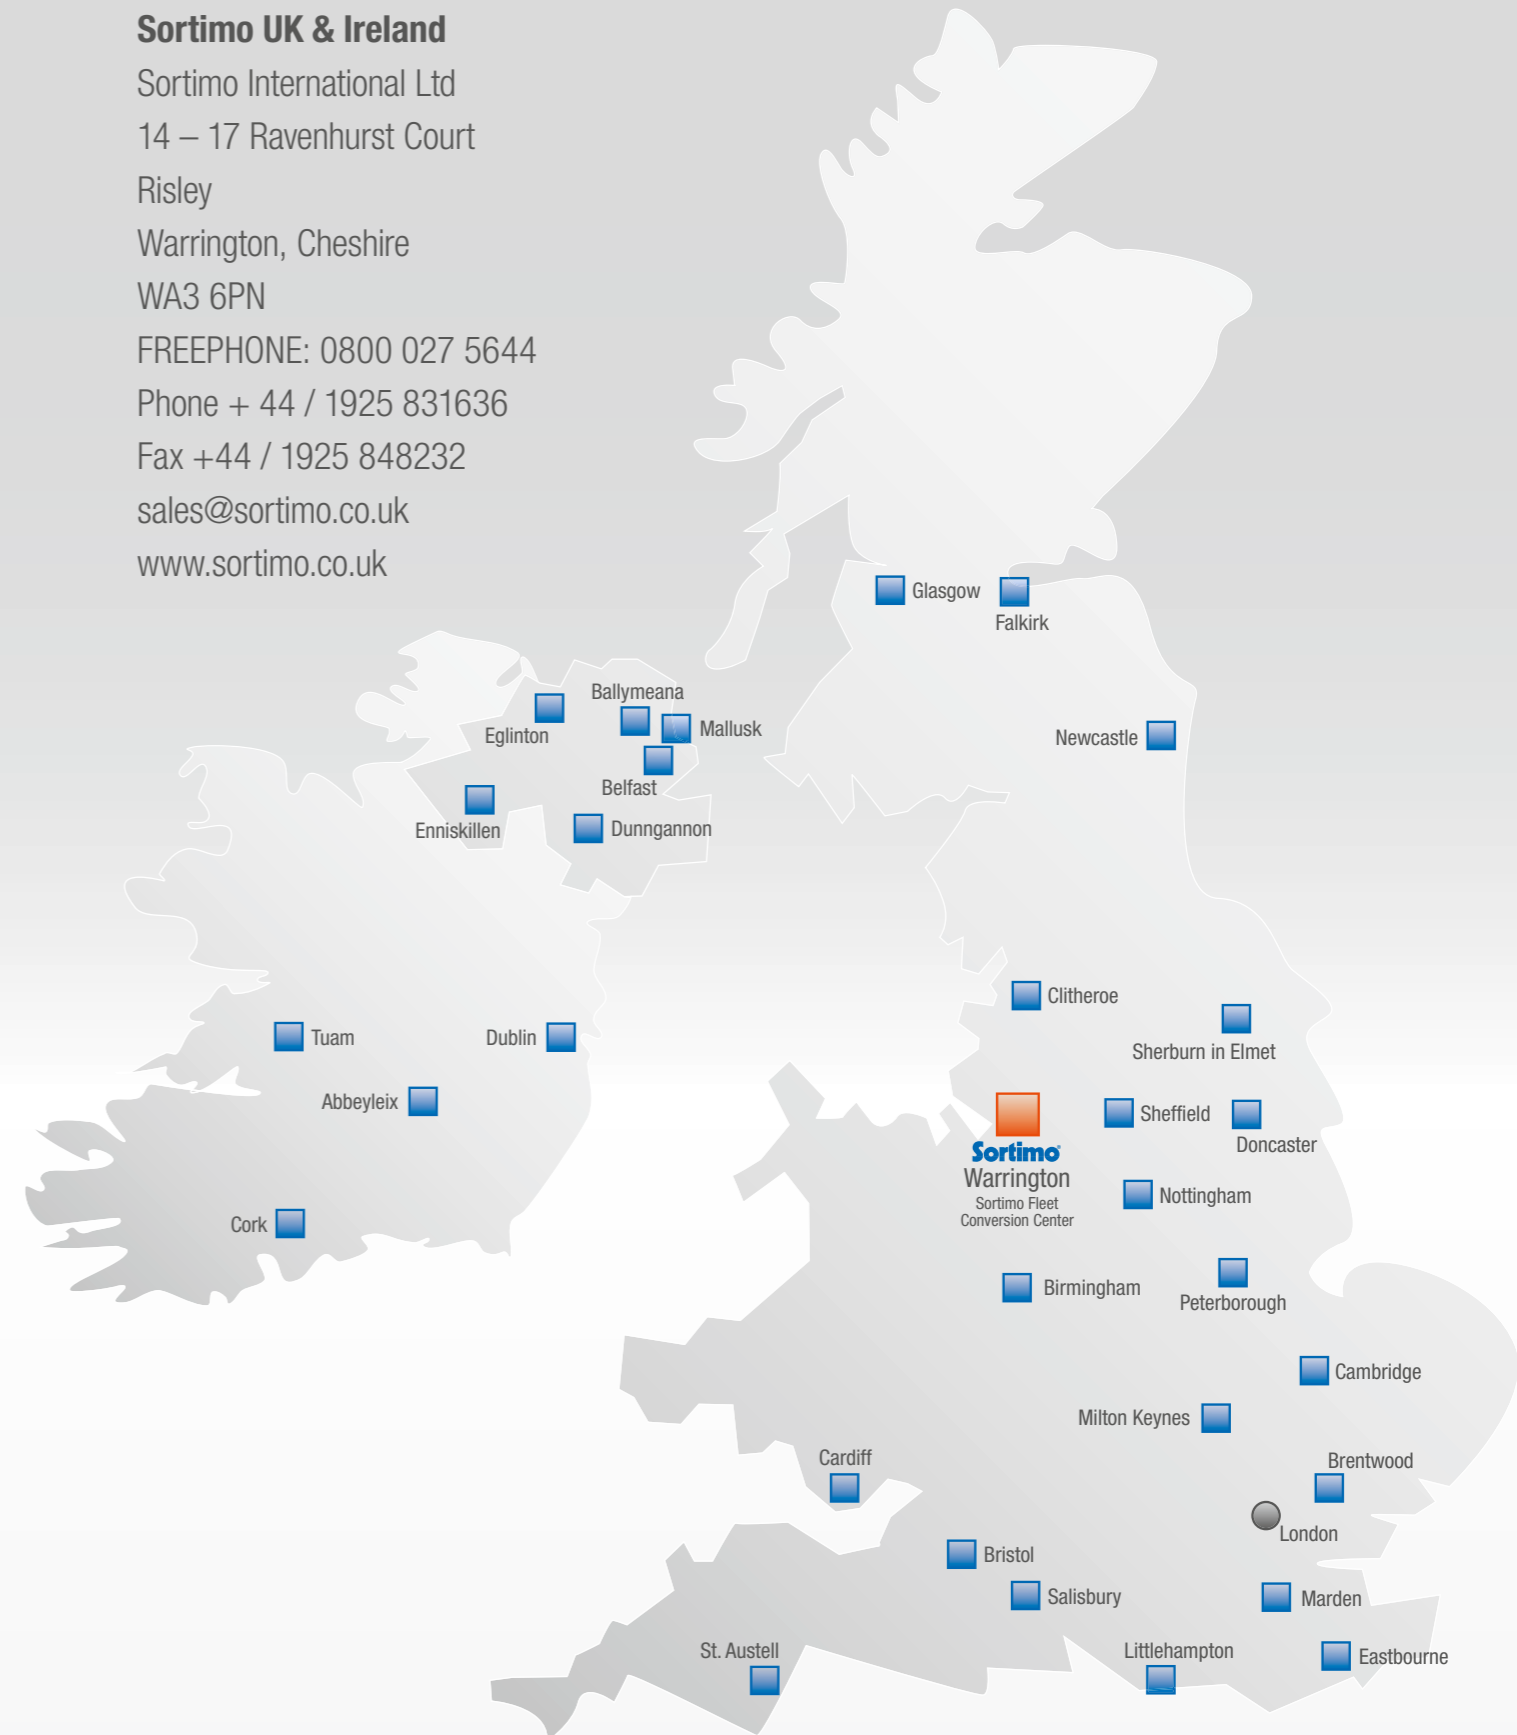 Sortimo UK & Ireland
Sortimo International Ltd
14 – 17 Ravenhurst Court
Risley
Warrington, Cheshire
WA3 6PN
FREEPHONE: 0800 027 5644
Phone + 44 / 1925 831636
Fax +44 / 1925 848232
sales@sortimo.co.uk
www.sortimo.co.uk
Glasgow
Falkirk
Ballymeana
Eglinton
Mallusk
Newcastle
Belfast
Enniskillen
Dunngannon
Clitheroe
Tuam
Dublin
Sherburn in Elmet
Abbeyleix
Sheffield
Doncaster
Sortimo®
Warrington
Sortimo Fleet
Conversion Center
Nottingham
Cork
Birmingham
Peterborough
Cambridge
Milton Keynes
Cardiff
Brentwood
London
Bristol
Salisbury
Marden
St. Austell
Littlehampton
Eastbourne